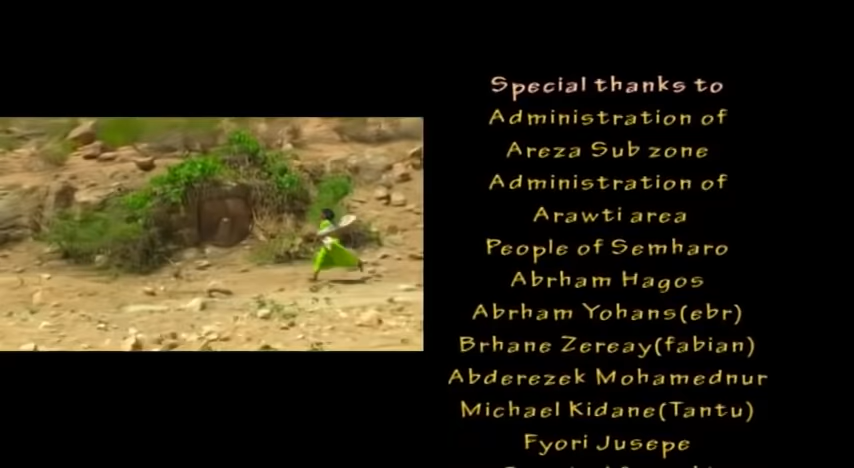 Special thanks to
Administration of
Areza Sub zone
Administration of
Arawti area
People of Semharo
Abrham Hagos
Abrham Yohans(ebr)
Brhane Zereay(fabian)
Abderezek Mohamednur
Michael Kidane(Tantu)
Fyori Jusepe